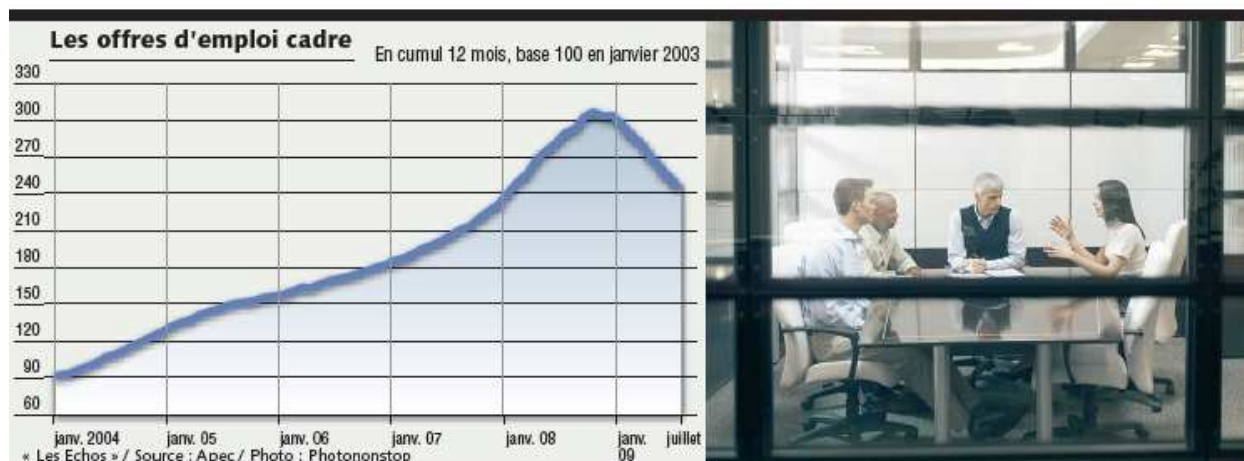 Les offres d'emploi cadre
En cumul 12 mois, base 100 en janvier 2003
330
300
270
240
210
180
150
120
90
60
janv. 2004
janv. 05
janv. 06
janv. 07
janv. 08
janv. 09
juillet
« Les Echos » / Source : Apec / Photo : Photononstop